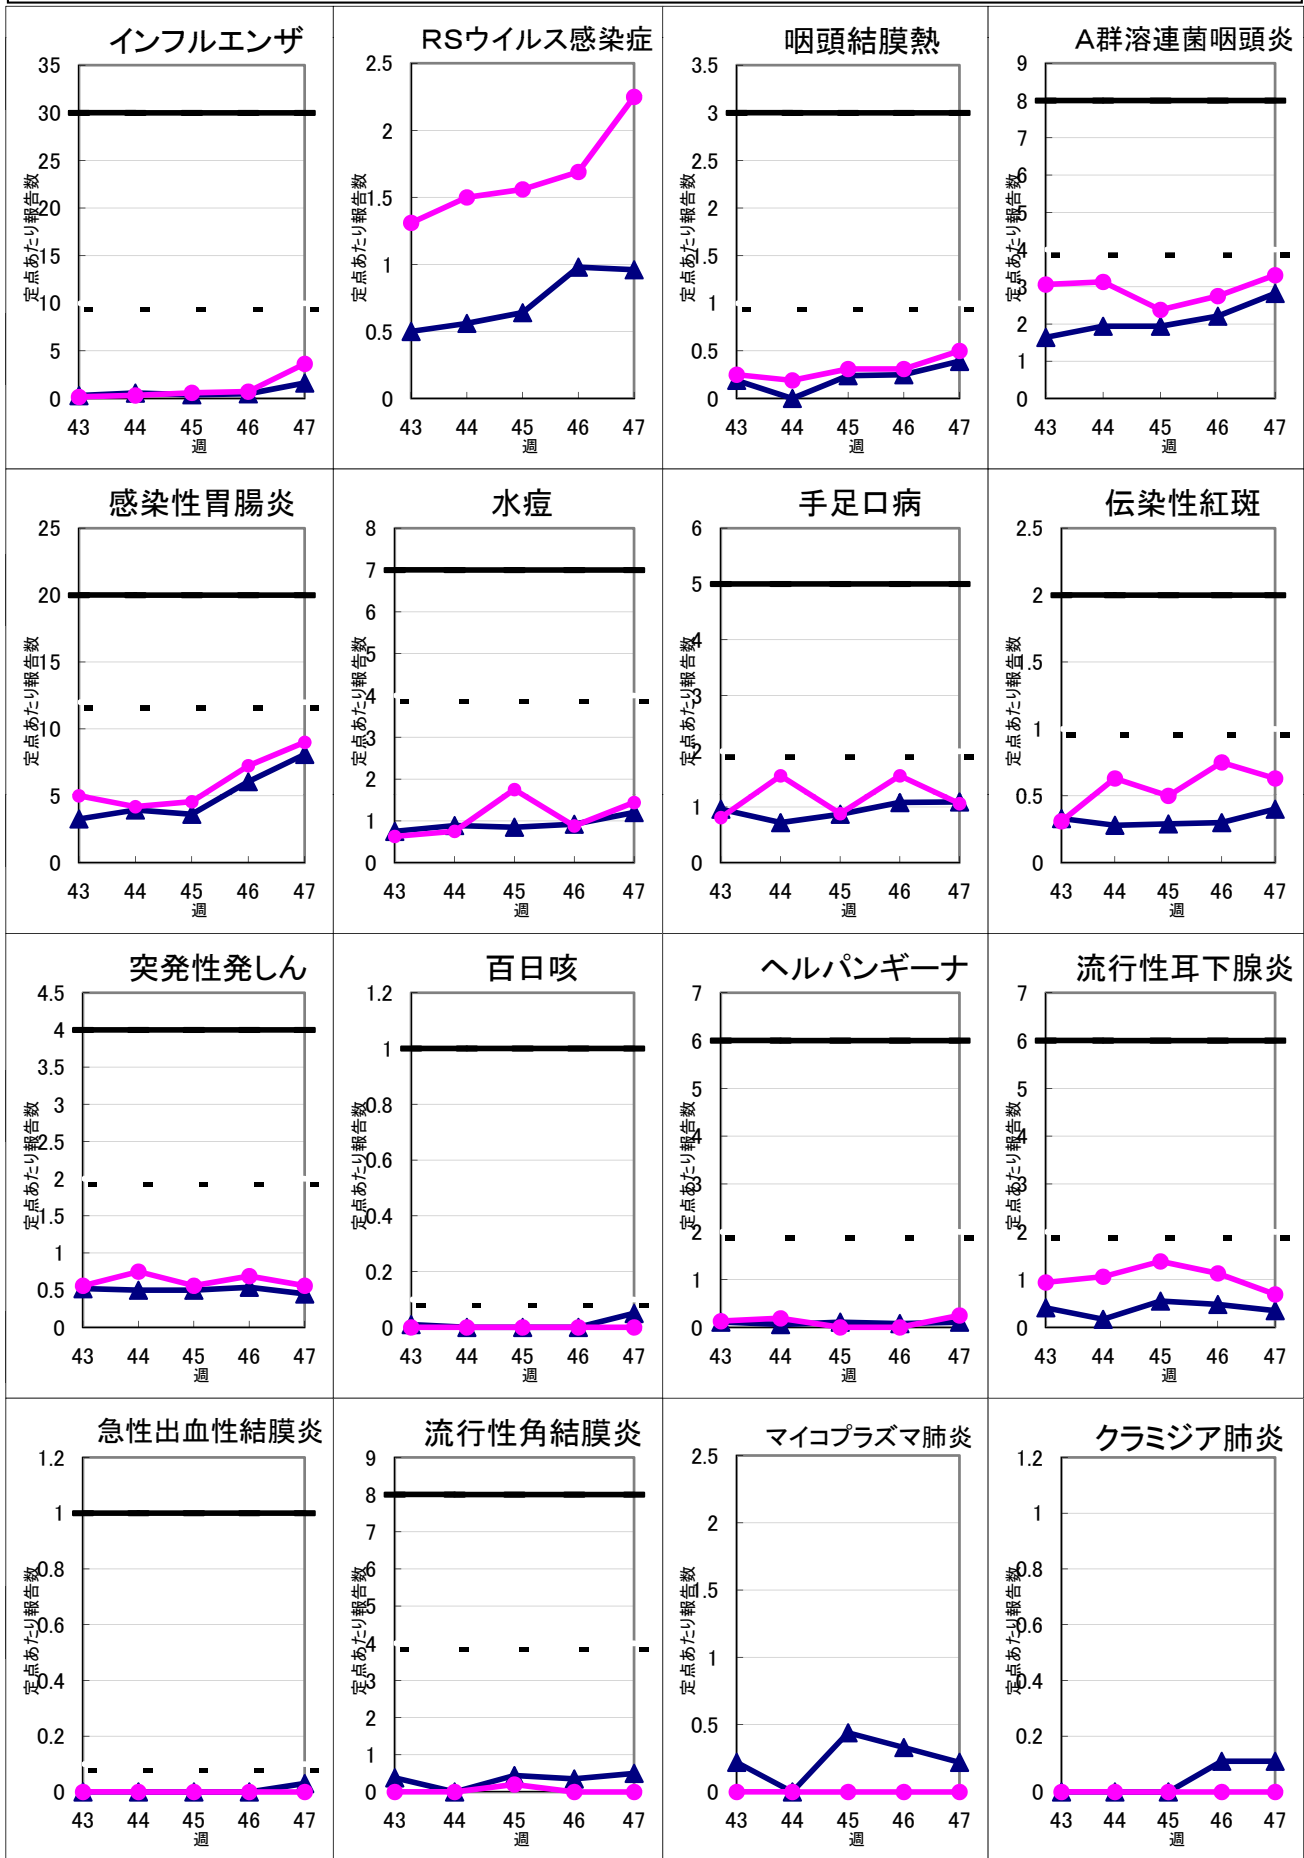 インフルエンザ
35
30
25
20
15
10
5
0
定点あたり報告数
43 44 45 46 47
週
RSウイルス感染症
2.5
2
1.5
1
0.5
0
定点あたり報告数
43 44 45 46 47
週
咽頭結膜熱
3.5
3
2.5
2
1.5
1
0.5
0
定点あたり報告数
43 44 45 46 47
週
A群溶連菌咽頭炎
9
8
7
6
5
4
3
2
1
0
定点あたり報告数
43 44 45 46 47
週
感染性胃腸炎
25
20
15
10
5
0
定点あたり報告数
43 44 45 46 47
週
水痘
8
7
6
5
4
3
2
1
0
定点あたり報告数
43 44 45 46 47
週
手足口病
6
5
4
3
2
1
0
定点あたり報告数
43 44 45 46 47
週
伝染性紅斑
2.5
2
1.5
1
0.5
0
定点あたり報告数
43 44 45 46 47
週
突発性発しん
4.5
4
3.5
3
2.5
2
1.5
1
0.5
0
定点あたり報告数
43 44 45 46 47
週
百日咳
1.2
1
0.8
0.6
0.4
0.2
0
定点あたり報告数
43 44 45 46 47
週
ヘルパンギーナ
7
6
5
4
3
2
1
0
定点あたり報告数
43 44 45 46 47
週
流行性耳下腺炎
7
6
5
4
3
2
1
0
定点あたり報告数
43 44 45 46 47
週
急性出血性結膜炎
1.2
1
0.8
0.6
0.4
0.2
0
定点あたり報告数
43 44 45 46 47
週
流行性角結膜炎
9
8
7
6
5
4
3
2
1
0
定点あたり報告数
43 44 45 46 47
週
マイコプラズマ肺炎
2.5
2
1.5
1
0.5
0
定点あたり報告数
43 44 45 46 47
週
クラミジア肺炎
1.2
1
0.8
0.6
0.4
0.2
0
定点あたり報告数
43 44 45 46 47
週